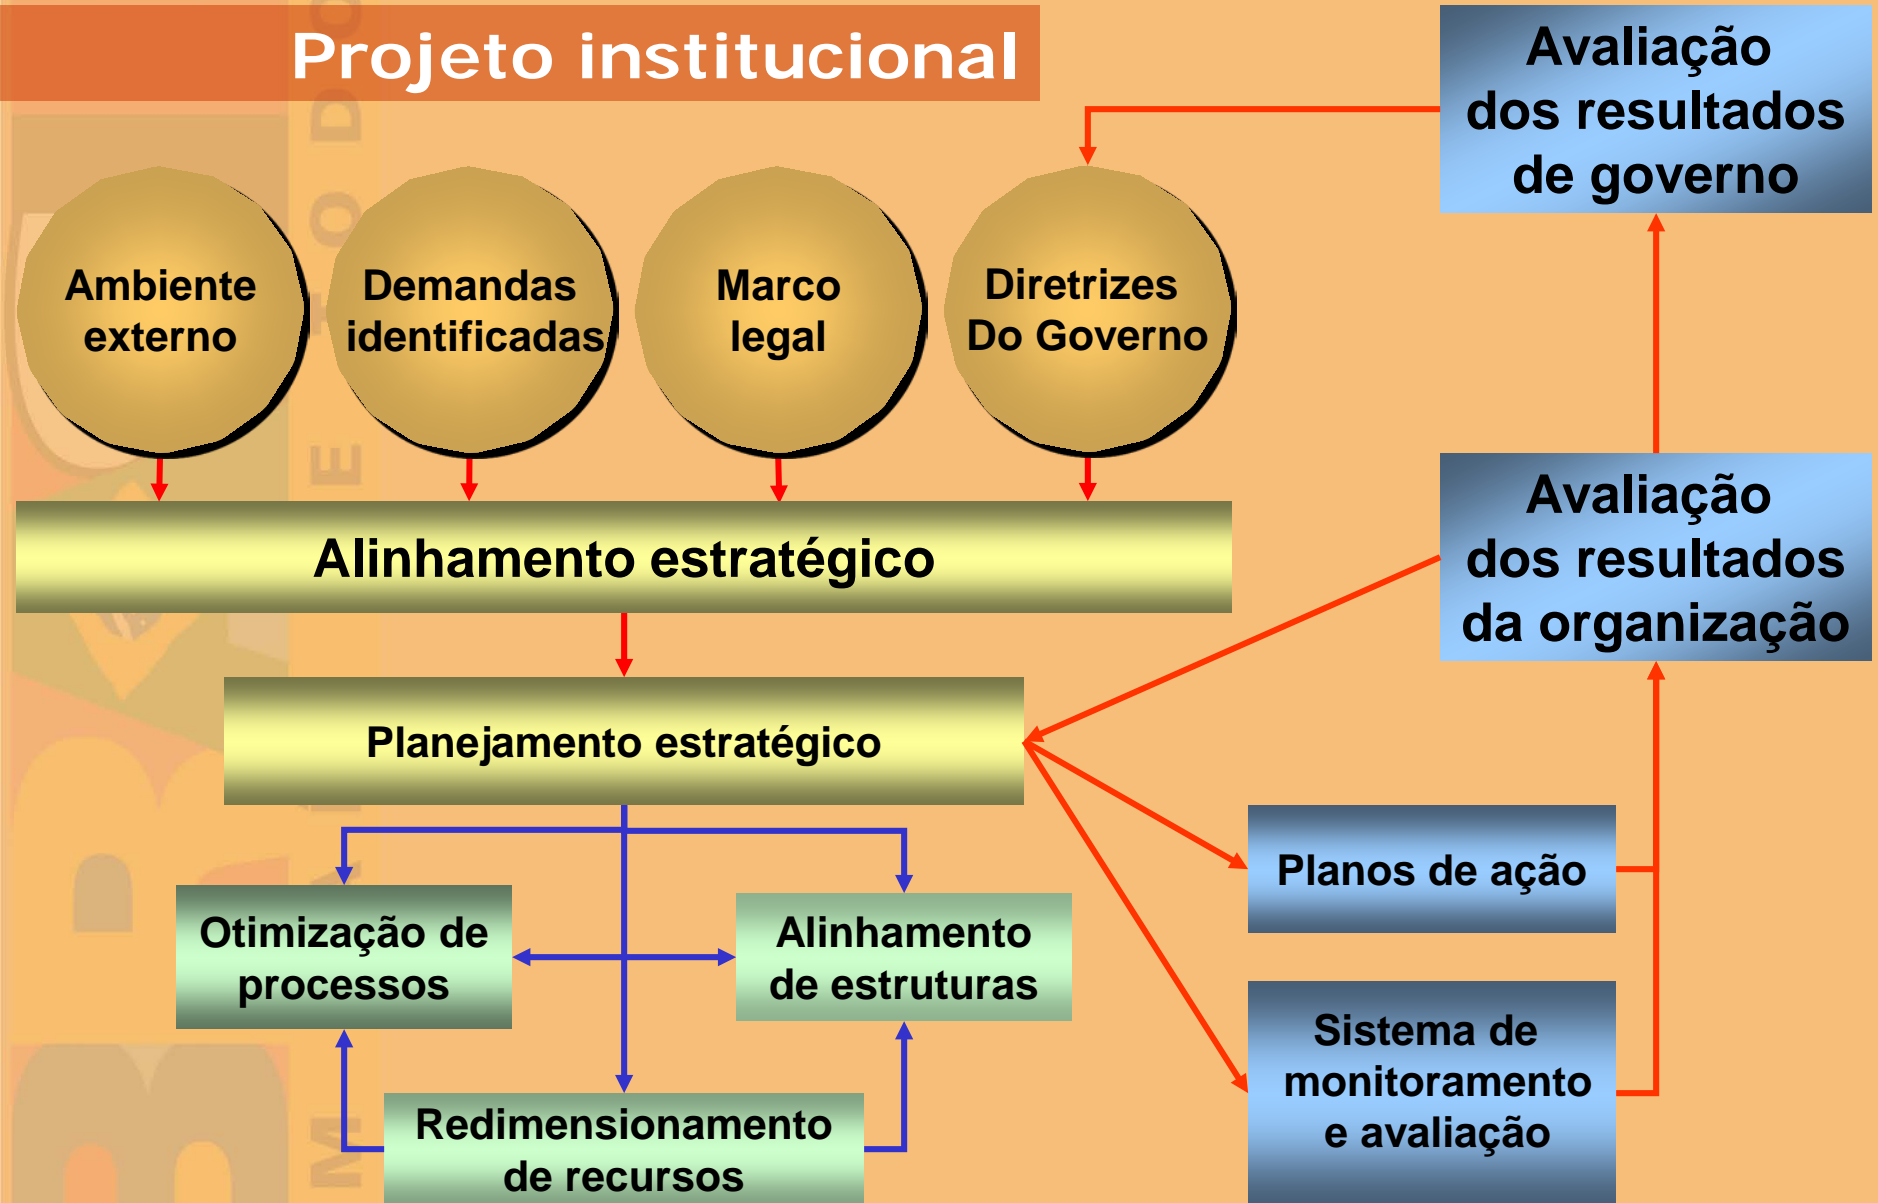 Projeto institucional
Avaliação
dos resultados
de governo
Ambiente
externo
Demandas
identificadas
Marco
legal
Diretrizes
Do Governo
Alinhamento estratégico
Avaliação
dos resultados
da organização
Planejamento estratégico
Planos de ação
Otimização de
processos
Alinhamento
de estruturas
Sistema de
monitoramento
e avaliação
Redimensionamento
de recursos